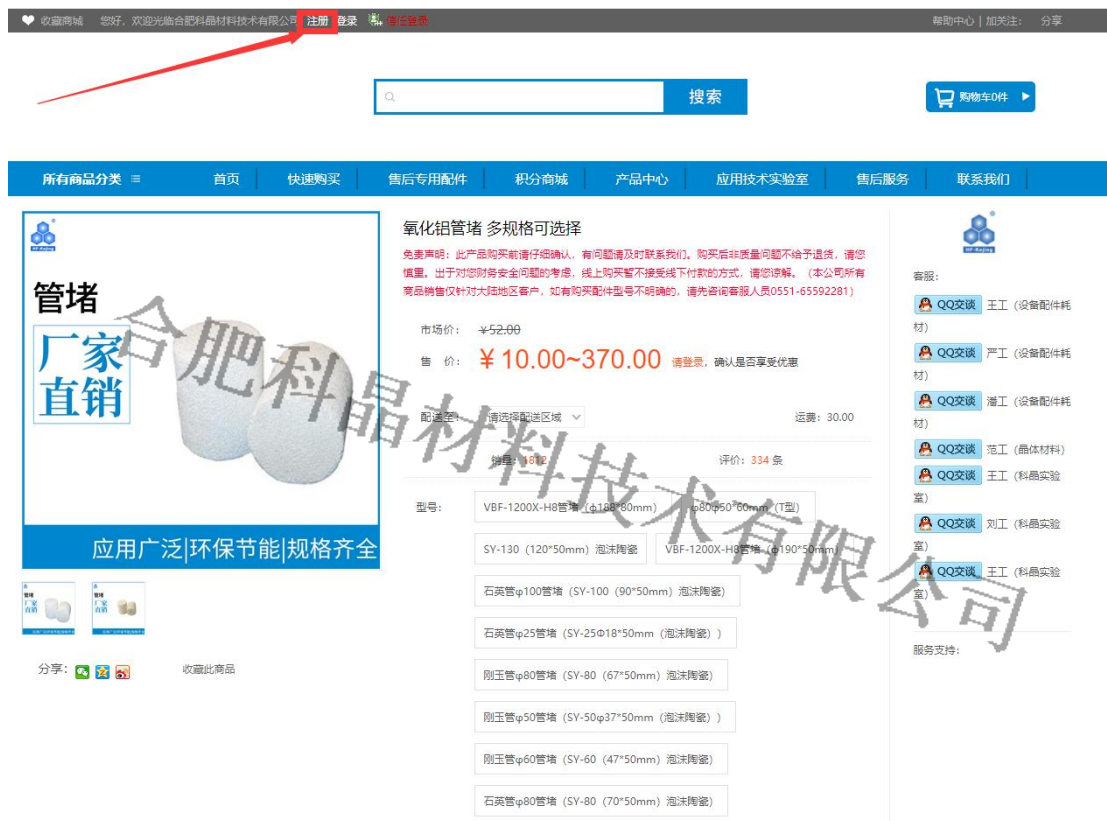 收藏商城 您好，欢迎光临合肥科晶材料技术有限公司 注册 登录 信任登录 帮助中心 | 加关注： 分享
搜索 购物车0件
所有商品分类 首页 快速购买 售后专用配件 积分商城 产品中心 应用技术实验室 售后服务 联系我们
HF-Kejing
管堵
厂家
直销
应用广泛|环保节能|规格齐全
分享： 收藏此商品
氧化铝管堵 多规格可选择
免责声明：此产品购买前请仔细确认，有问题请及时联系我们。购买后非质量问题不给予退货，请您
慎重。出于对您财务安全问题的考虑，线上购买暂不接受线下付款的方式，请您谅解。（本公司所有
商品销售仅针对大陆地区客户，如有购买配件型号不明确的，请先咨询客服人员0551-65592281）
市场价： ¥52.00
售 价： ¥10.00~370.00 请登录，确认是否享受优惠
配送至： 请选择配送区域 运费：30.00
销量：1812 评价：334 条
型号： VBF-1200X-H8管堵（φ188*80mm） φ80φ50*60mm（T型）
SY-130（120*50mm）泡沫陶瓷 VBF-1200X-H8管堵（φ190*50mm）
石英管φ100管堵（SY-100（90*50mm）泡沫陶瓷）
石英管φ25管堵（SY-25Φ18*50mm（泡沫陶瓷））
刚玉管φ80管堵（SY-80（67*50mm）泡沫陶瓷）
刚玉管φ50管堵（SY-50φ37*50mm（泡沫陶瓷））
刚玉管φ60管堵（SY-60（47*50mm）泡沫陶瓷）
石英管φ80管堵（SY-80（70*50mm）泡沫陶瓷）
HF-Kejing
客服：
QQ交谈 王工（设备配件耗
材）
QQ交谈 严工（设备配件耗
材）
QQ交谈 潘工（设备配件耗
材）
QQ交谈 范工（晶体材料）
QQ交谈 王工（科晶实验
室）
QQ交谈 刘工（科晶实验
室）
QQ交谈 王工（科晶实验
室）
服务支持：
合肥科晶材料技术有限公司